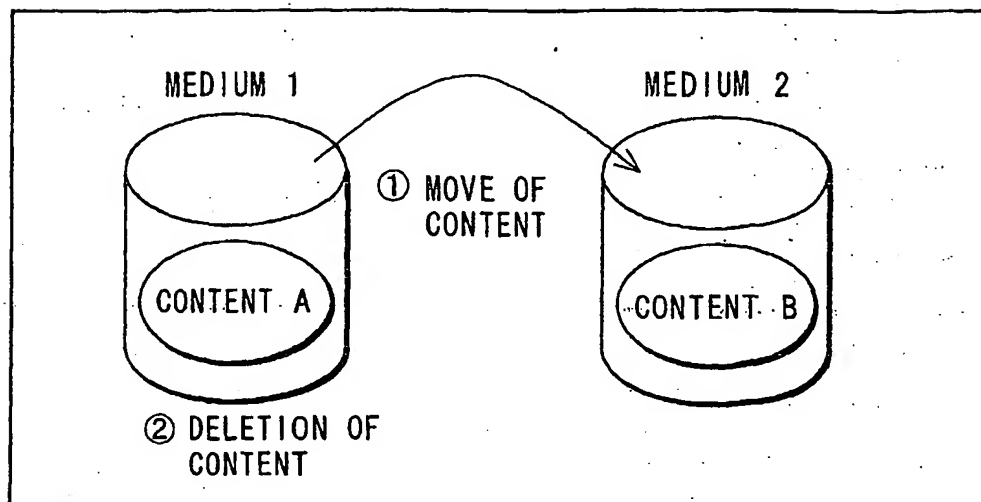 MEDIUM 1
MEDIUM 2
① MOVE OF
CONTENT
CONTENT A
CONTENT B
② DELETION OF
CONTENT